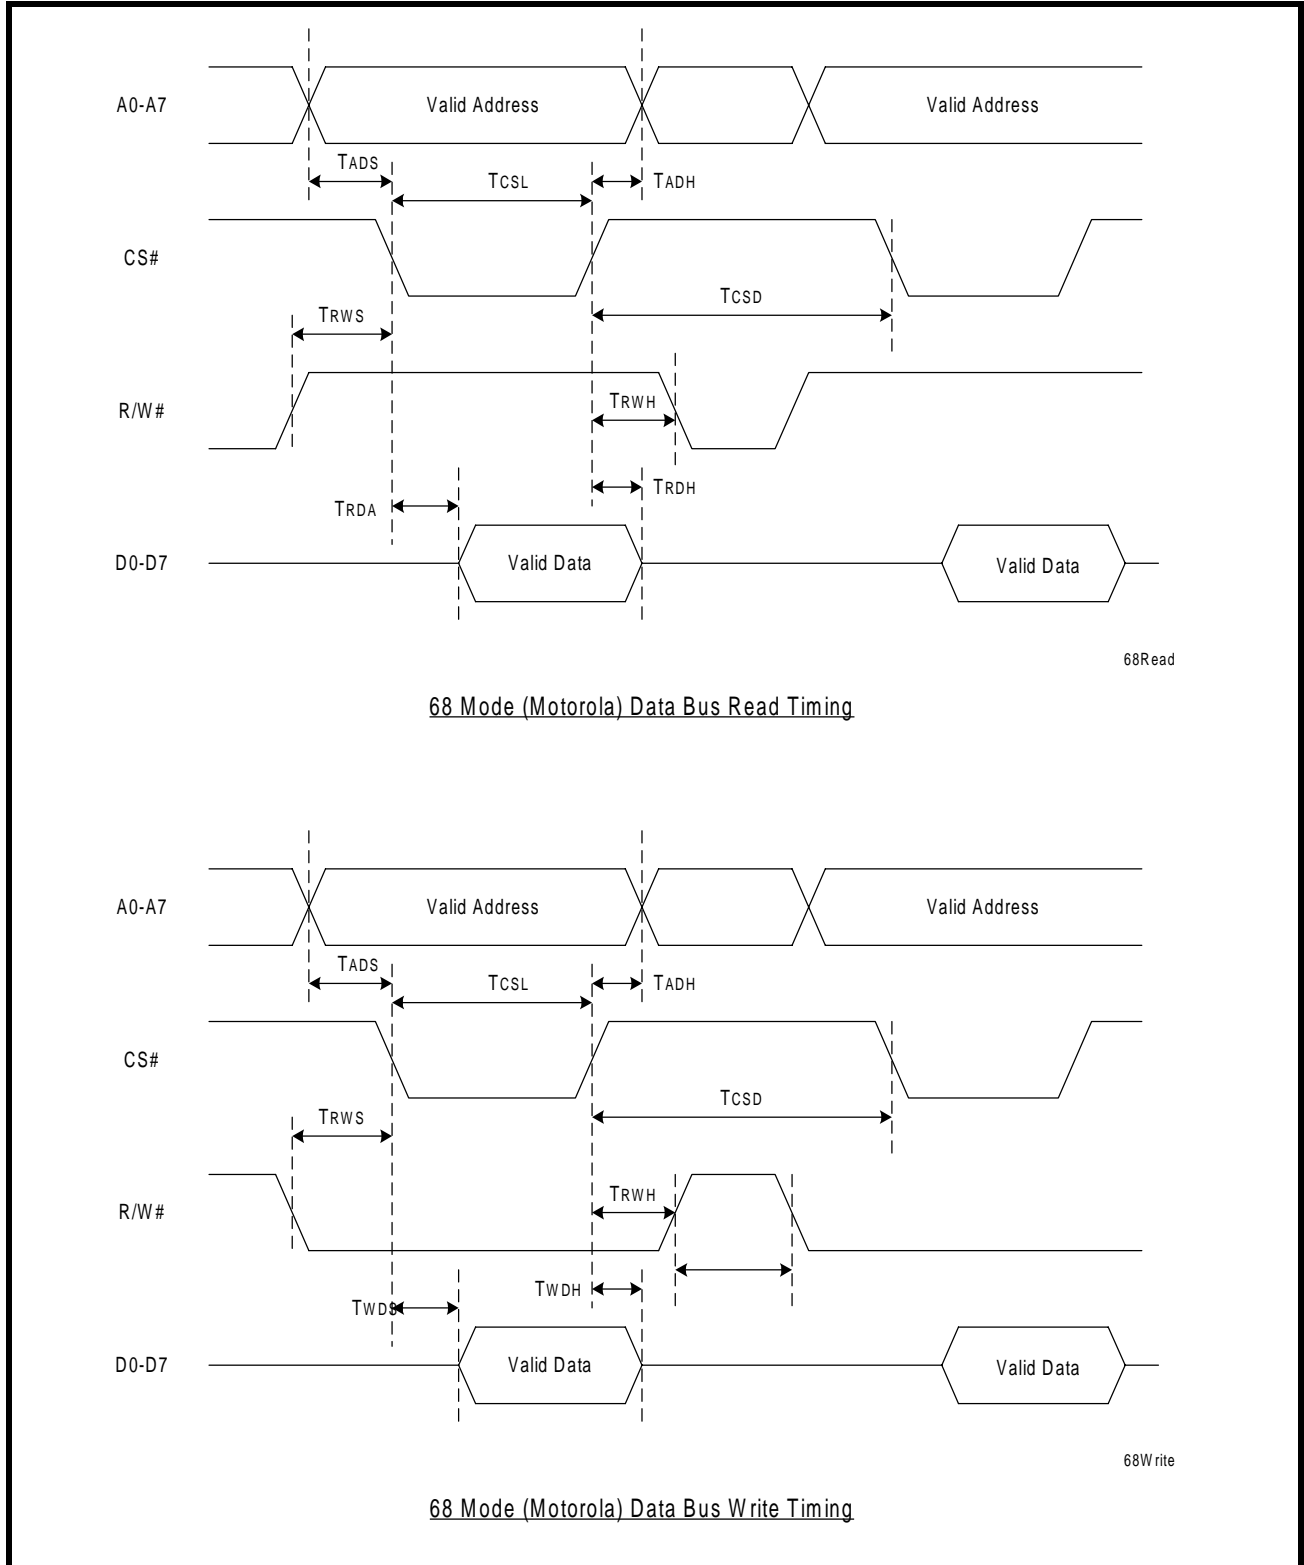 A0-A7
Valid Address
Valid Address
TADS
TCSL
TADH
CS#
TCSD
TRWS
R/W#
TRWH
TRDH
TRDA
D0-D7
Valid Data
Valid Data
68Read
68 Mode (Motorola) Data Bus Read Timing
A0-A7
Valid Address
Valid Address
TADS
TCSL
TADH
CS#
TCSD
TRWS
R/W#
TRWH
TWDH
TWDS
D0-D7
Valid Data
Valid Data
68Write
68 Mode (Motorola) Data Bus Write Timing